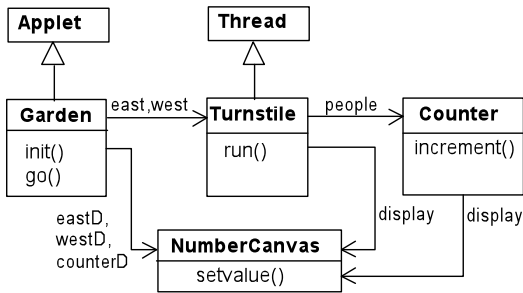 Applet
Thread
Garden
init()
go()
east,west
Turnstile
run()
people
Counter
increment()
eastD,
westD,
counterD
display
display
NumberCanvas
setvalue()